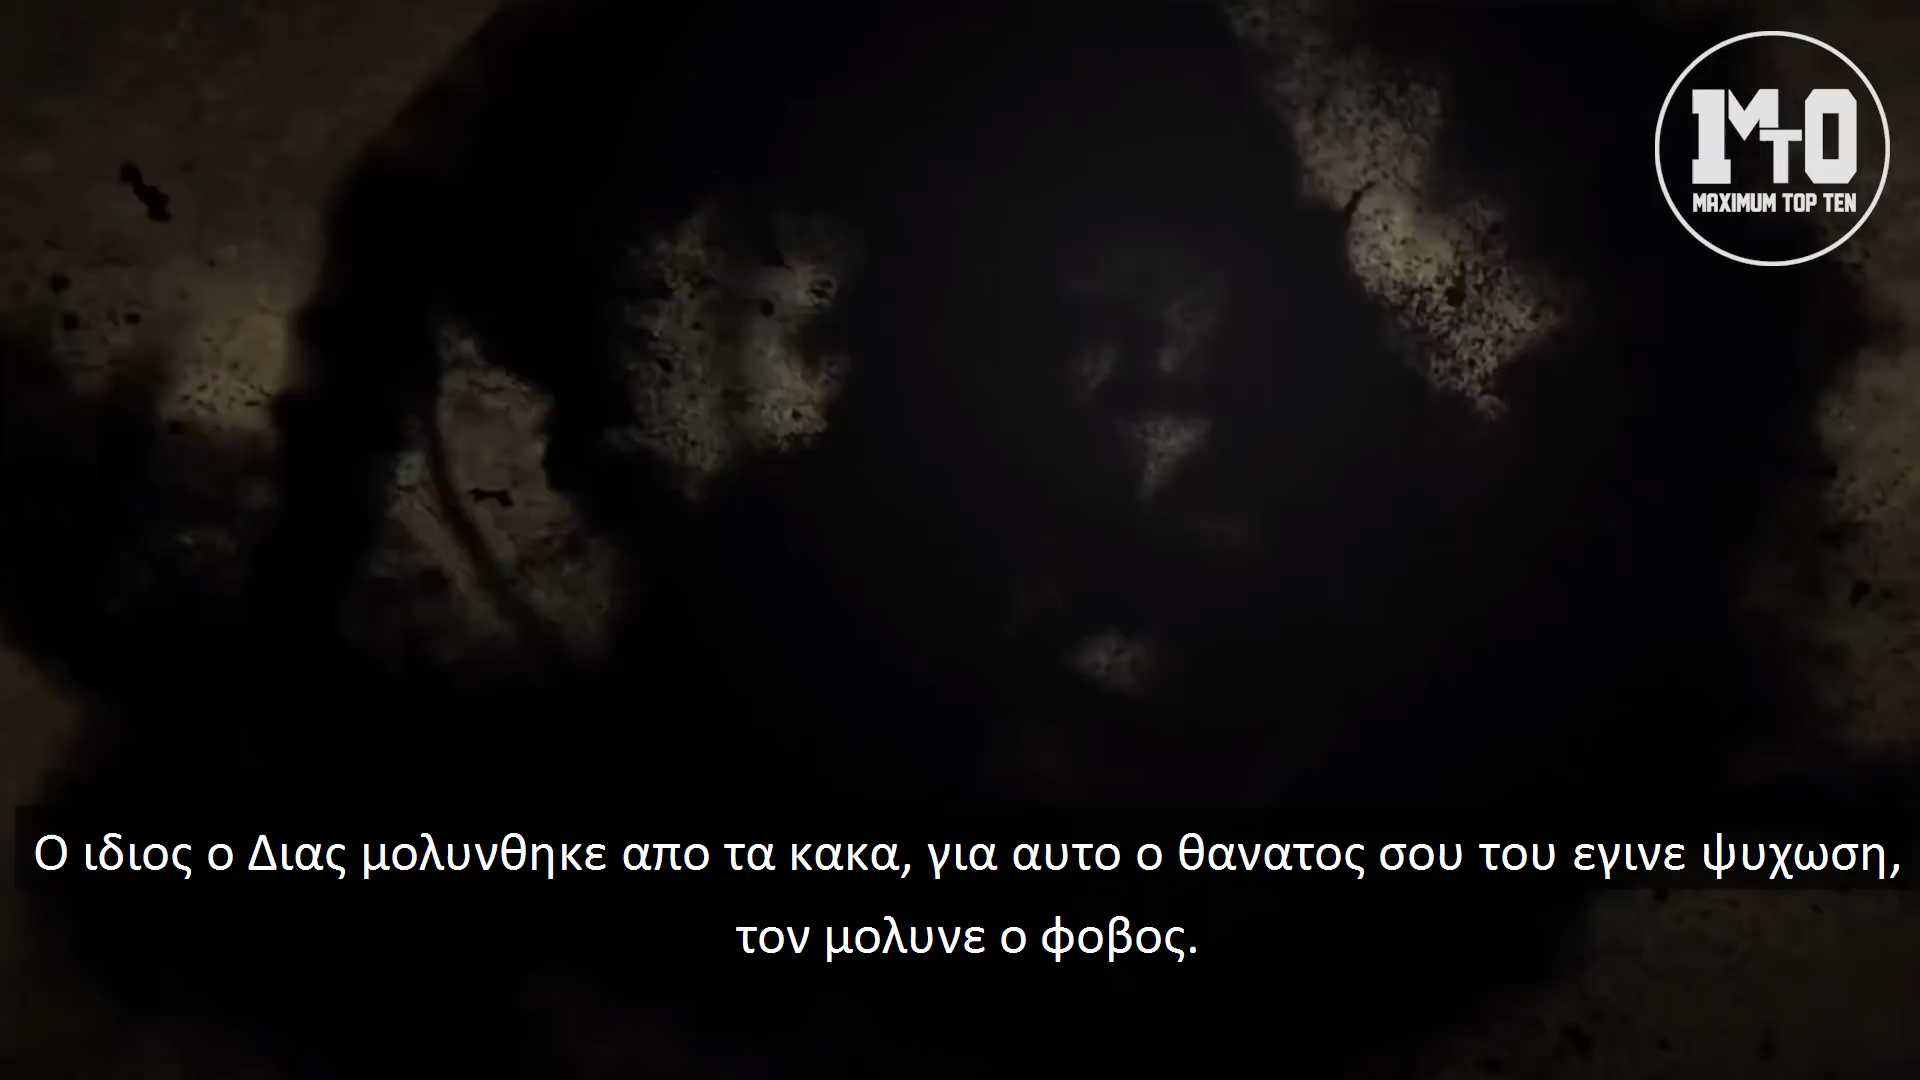 MTO
MAXIMUM TOP TEN
Ο ιδιος ο Διας μολυνθηκε απο τα κακα, για αυτο ο θανατος σου του εγινε ψυχωση,
τον μολυνε ο φοβος.